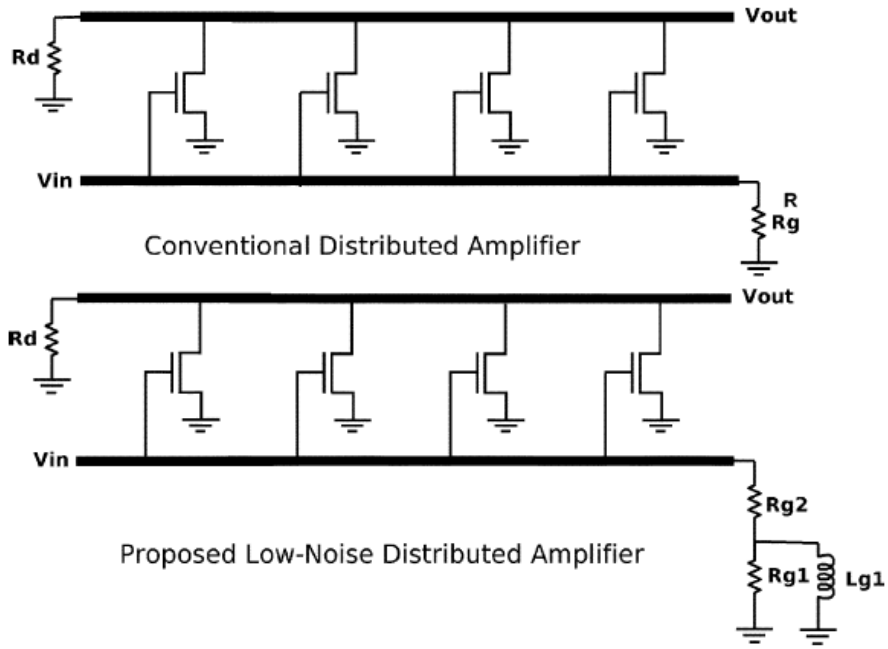 Vout
Rd
Vin
R
Rg
Conventional Distributed Amplifier
Vout
Rd
Vin
Rg2
Rg1
Lg1
Proposed Low-Noise Distributed Amplifier